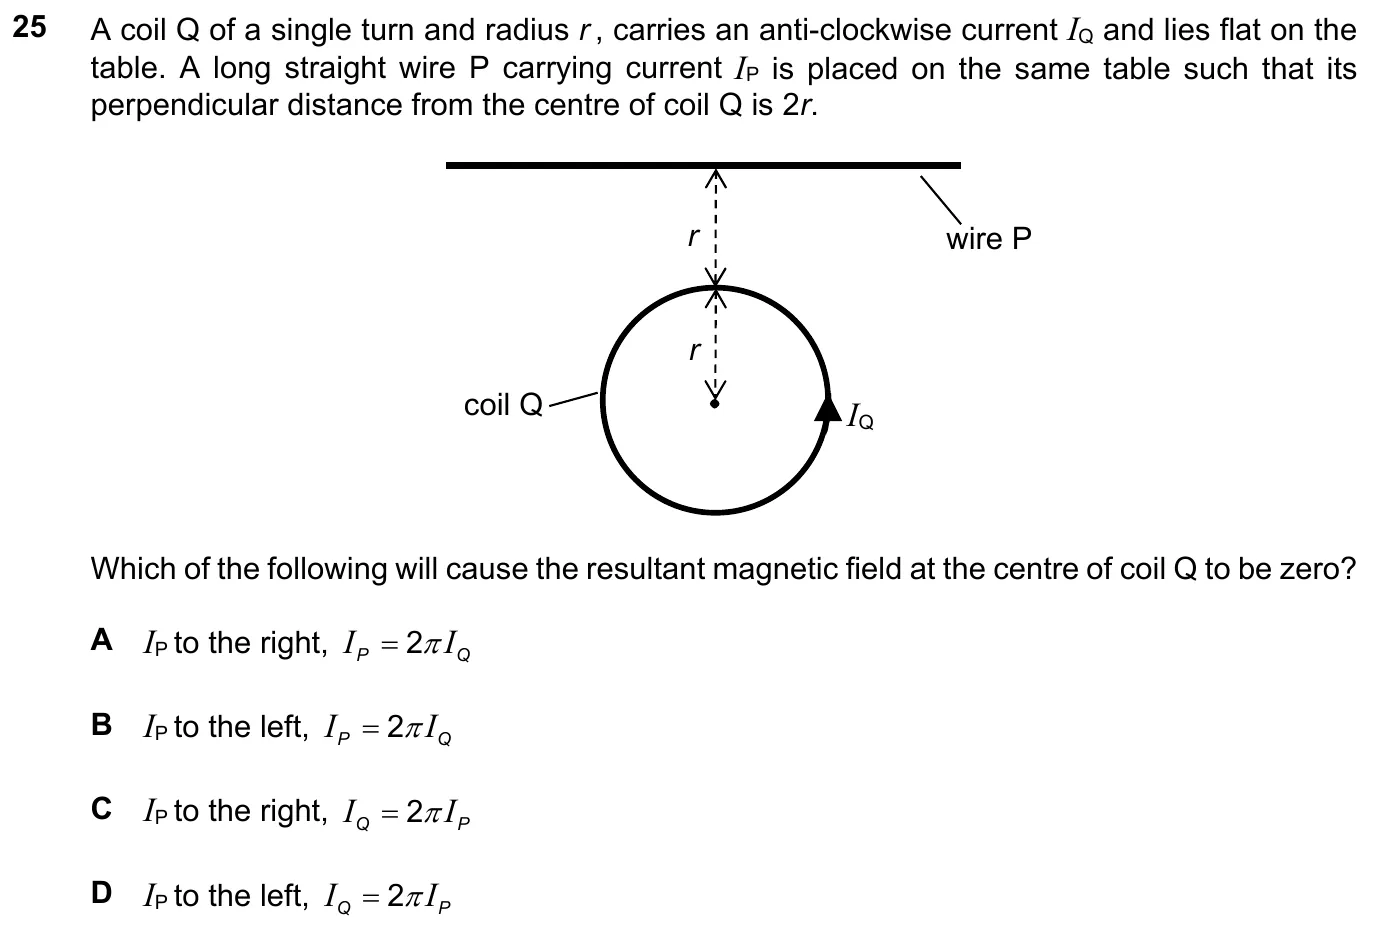 25 A coil Q of a single turn and radius r, carries an anti-clockwise current IQ and lies flat on the
table. A long straight wire P carrying current IP is placed on the same table such that its
perpendicular distance from the centre of coil Q is 2r.
r
wire P
r
coil Q
IQ
Which of the following will cause the resultant magnetic field at the centre of coil Q to be zero?
A IP to the right, IP = 2πIQ
B IP to the left, IP = 2πIQ
C IP to the right, IQ = 2πIP
D IP to the left, IQ = 2πIP